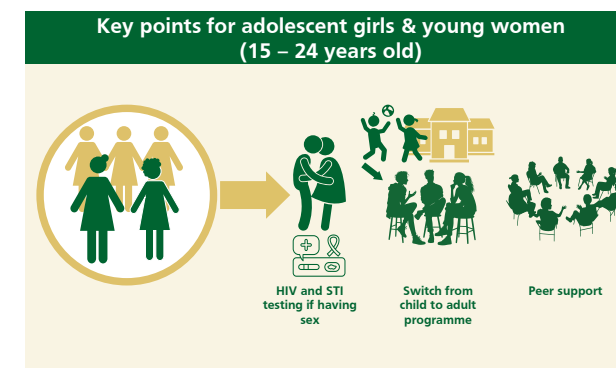 Key points for adolescent girls & young women
(15 – 24 years old)
HIV and STI
testing if having
sex
Switch from
child to adult
programme
Peer support